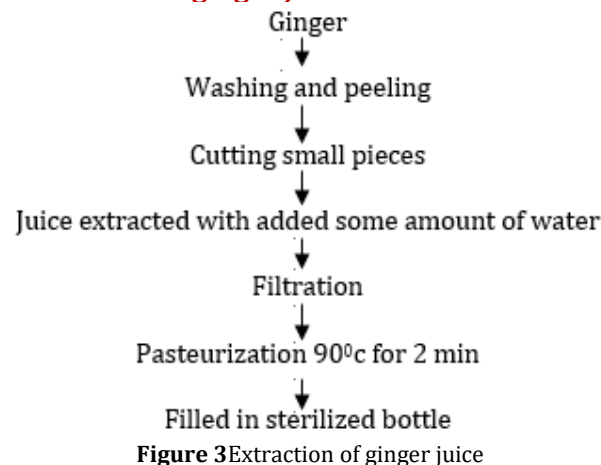 Ginger
Washing and peeling
Cutting small pieces
Juice extracted with added some amount of water
Filtration
Pasteurization 90⁰c for 2 min
Filled in sterilized bottle
Figure 3Extraction of ginger juice